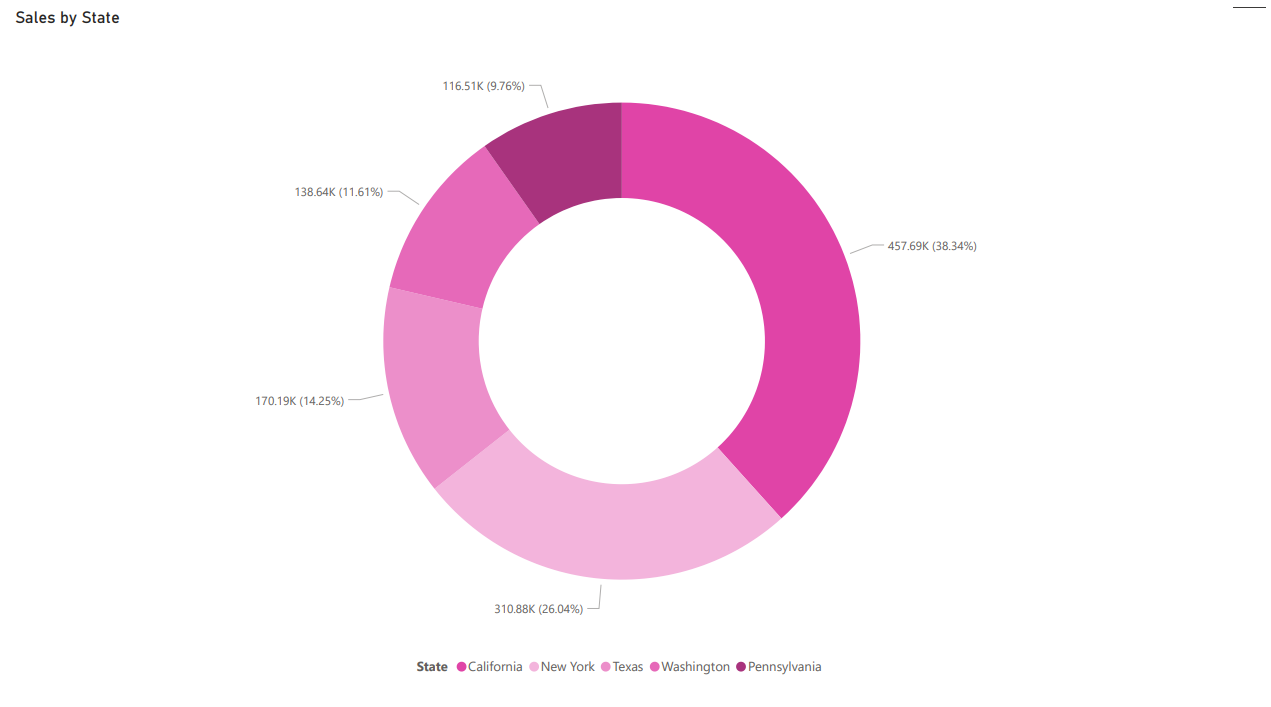 Sales by State
116.51K (9.76%)
138.64K (11.61%)
457.69K (38.34%)
170.19K (14.25%)
310.88K (26.04%)
State California New York Texas Washington Pennsylvania